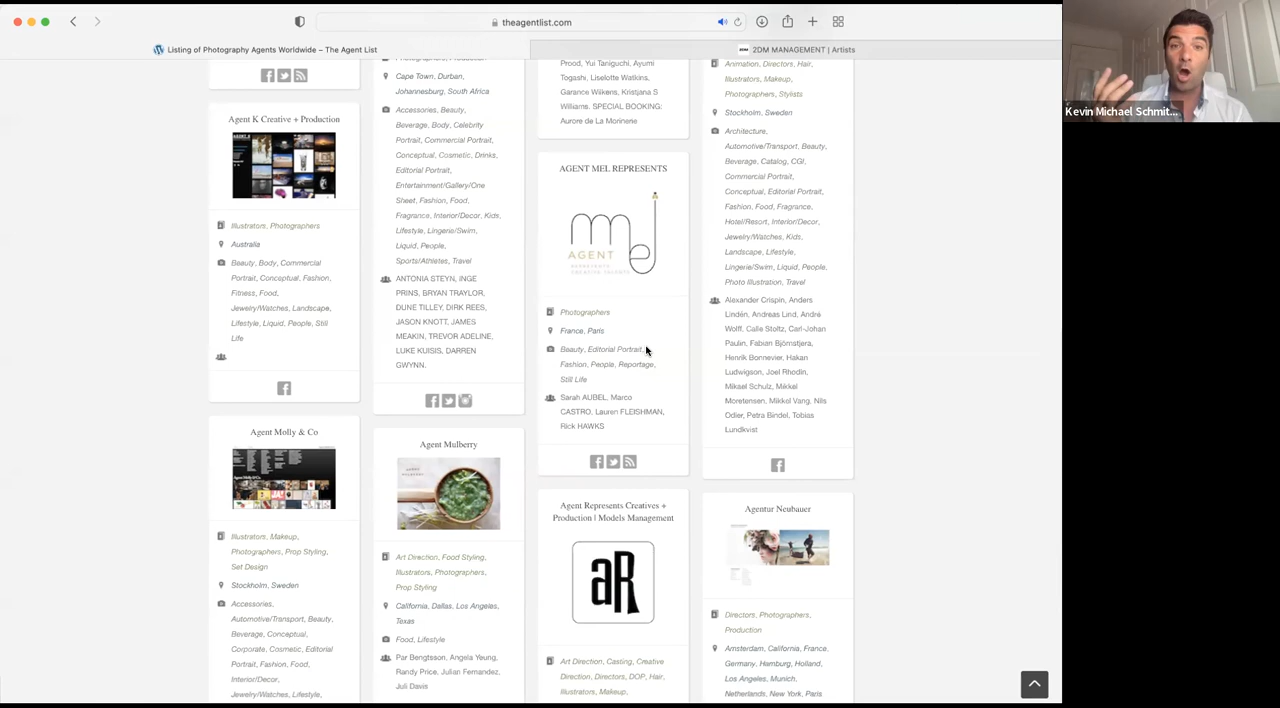 theagentlist.com
Listing of Photography Agents Worldwide – The Agent List
2DM MANAGEMENT | Artists
Kevin Michael Schmit...
Agent K Creative + Production
Illustrators, Photographers
Australia
Beauty, Body, Commercial
Portrait, Conceptual, Fashion,
Fitness, Food,
Jewelry/Watches, Landscape,
Lifestyle, Liquid, People, Still
Life
Agent Molly & Co
Illustrators, Makeup,
Photographers, Prop Styling,
Set Design
Stockholm, Sweden
Accessories,
Automotive/Transport, Beauty,
Beverage, Conceptual,
Corporate, Cosmetic, Editorial
Portrait, Fashion, Food,
Interior/Decor,
Jewelry/Watches, Lifestyle,
Cape Town, Durban,
Johannesburg, South Africa
Accessories, Beauty,
Beverage, Body, Celebrity
Portrait, Commercial Portrait,
Conceptual, Cosmetic, Drinks,
Editorial Portrait,
Entertainment/Gallery/One
Sheet, Fashion, Food,
Fragrance, Interior/Decor, Kids,
Lifestyle, Lingerie/Swim,
Liquid, People,
Sports/Athletes, Travel
ANTONIA STEYN, INGE
PRINS, BRYAN TRAYLOR,
DUNE TILLEY, DIRK REES,
JASON KNOTT, JAMES
MEAKIN, TREVOR ADELINE,
LUKE KUISIS, DARREN
GWYNN.
Agent Mulberry
Art Direction, Food Styling,
Illustrators, Photographers,
Prop Styling
California, Dallas, Los Angeles,
Texas
Food, Lifestyle
Par Bengtsson, Angela Yeung,
Randy Price, Julian Fernandez,
Juli Davis
Prood, Yui Taniguchi, Ayumi
Togashi, Liselotte Watkins,
Garance Wilkens, Kristjana S
Williams. SPECIAL BOOKING:
Aurore de La Morinerie
AGENT MEL REPRESENTS
mel
AGENT
REPRESENTS
CREATIVE TALENTS
Photographers
France, Paris
Beauty, Editorial Portrait,
Fashion, People, Reportage,
Still Life
Sarah AUBEL, Marco
CASTRO, Lauren FLEISHMAN,
Rick HAWKS
Agent Represents Creatives +
Production | Models Management
aR
Art Direction, Casting, Creative
Direction, Directors, DOP, Hair,
Illustrators, Makeup,
Animation, Directors, Hair,
Illustrators, Makeup,
Photographers, Stylists
Stockholm, Sweden
Architecture,
Automotive/Transport, Beauty,
Beverage, Catalog, CGI,
Commercial Portrait,
Conceptual, Editorial Portrait,
Fashion, Food, Fragrance,
Hotel/Resort, Interior/Decor,
Jewelry/Watches, Kids,
Landscape, Lifestyle,
Lingerie/Swim, Liquid, People,
Photo Illustration, Travel
Alexander Crispin, Anders
Lindén, Andreas Lind, André
Wolff, Calle Stoltz, Carl-Johan
Paulin, Fabian Björnstjera,
Henrik Bonnevier, Hakan
Ludwigson, Joel Rhodin,
Mikael Schulz, Mikkel
Moretensen, Mikkel Vang, Nils
Odier, Petra Bindel, Tobias
Lundkvist
Agentur Neubauer
Directors, Photographers,
Production
Amsterdam, California, France,
Germany, Hamburg, Holland,
Los Angeles, Munich,
Netherlands, New York, Paris